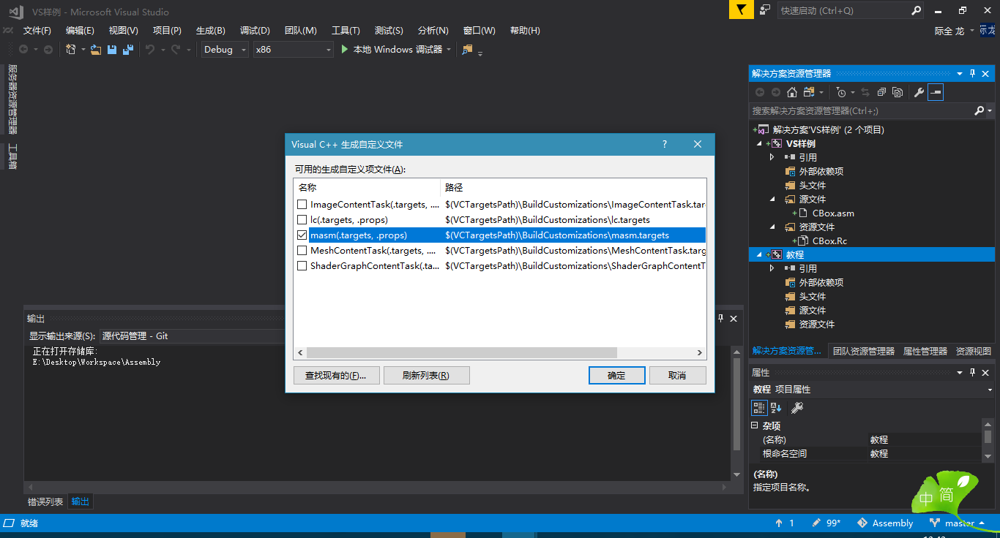 VS样例 - Microsoft Visual Studio
快速启动 (Ctrl+Q)
文件(F) 编辑(E) 视图(V) 项目(P) 生成(B) 调试(D) 团队(M) 工具(T) 测试(S) 分析(N) 窗口(W) 帮助(H)
际全 龙 际龙
Debug x86 本地 Windows 调试器
服务器资源管理器
工具箱
Visual C++ 生成自定义文件
可用的生成自定义项文件(A):
名称 路径
ImageContentTask(.targets, .... $(VCTargetsPath)\BuildCustomizations\ImageContentTask.tar
lc(.targets, .props) $(VCTargetsPath)\BuildCustomizations\lc.targets
masm(.targets, .props) $(VCTargetsPath)\BuildCustomizations\masm.targets
MeshContentTask(.targets, .... $(VCTargetsPath)\BuildCustomizations\MeshContentTask.targ
ShaderGraphContentTask(.ta... $(VCTargetsPath)\BuildCustomizations\ShaderGraphContentT
查找现有的(F)... 刷新列表(R) 确定 取消
输出
显示输出来源(S): 源代码管理 - Git
正在打开存储库:
E:\Desktop\Workspace\Assembly
错误列表 输出
解决方案资源管理器
搜索解决方案资源管理器(Ctrl+;)
解决方案'VS样例' (2 个项目)
VS样例
引用
外部依赖项
头文件
源文件
CBox.asm
资源文件
CBox.Rc
教程
引用
外部依赖项
头文件
源文件
资源文件
解决方案资源管... 团队资源管理器 属性管理器 资源视图
属性
教程 项目属性
杂项
(名称) 教程
根命名空间 教程
(名称)
指定项目名称。
中 简
就绪
1 99* Assembly master